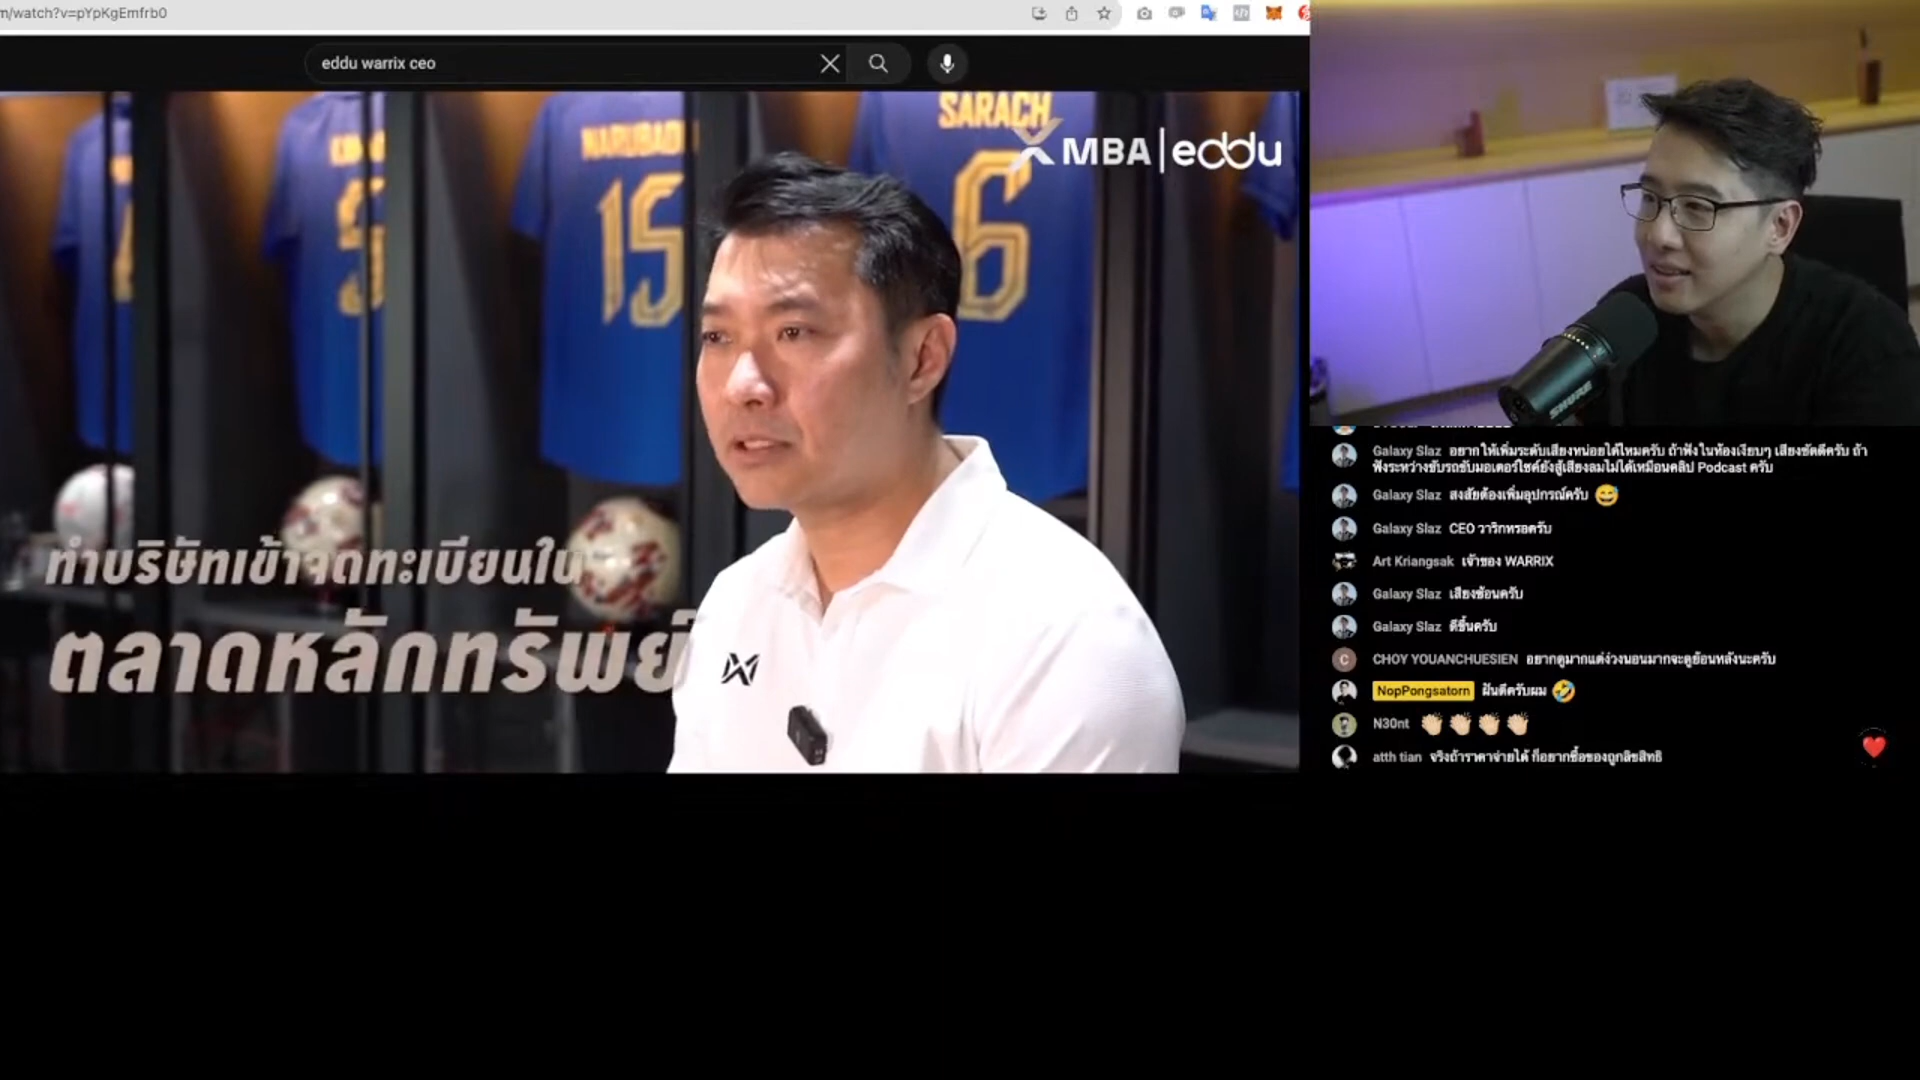 m/watch?v=pYpKgEmfrb0
eddu warrix ceo
SARACH
MBA | eddu
15
6
ทำบริษัทเข้าจดทะเบียนใน
ตลาดหลักทรัพย์
SHURE
Galaxy Slaz อยากให้เพิ่มระดับเสียงหน่อยได้ไหมครับ ถ้าฟังในห้องเงียบๆ เสียงชัดดีครับ ถ้า
ฟังระหว่างขับรถขับมอเตอร์ไซค์ยังสู้เสียงลมไม่ได้เหมือนคลิป Podcast ครับ
Galaxy Slaz สงสัยต้องเพิ่มอุปกรณ์ครับ 😅
Galaxy Slaz CEO วาริกหรอครับ
Art Kriangsak เจ้าของ WARRIX
Galaxy Slaz เสียงซ้อนครับ
Galaxy Slaz ดีขึ้นครับ
C CHOY YOUANCHUESIEN อยากดูมากแต่ง่วงนอนมากจะดูย้อนหลังนะครับ
NopPongsatorn ฝันดีครับผม 🤣
N30nt 👏🏻 👏🏻 👏🏻 👏🏻
atth tian จริงถ้าราคาจ่ายได้ ก็อยากซื้อของถูกลิขสิทธิ